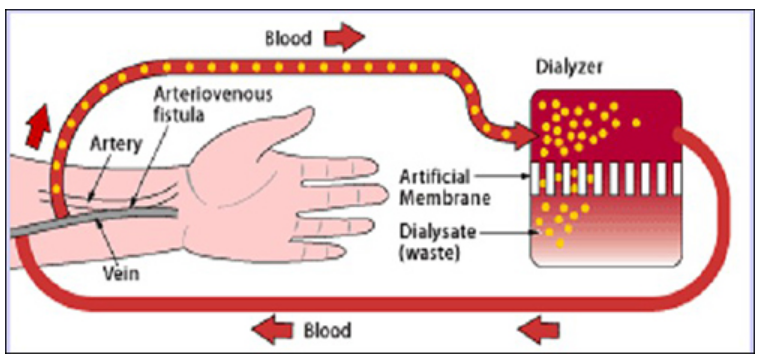 Blood
Dialyzer
Arteriovenous
fistula
Artery
Artificial
Membrane
Dialysate
(waste)
Vein
Blood